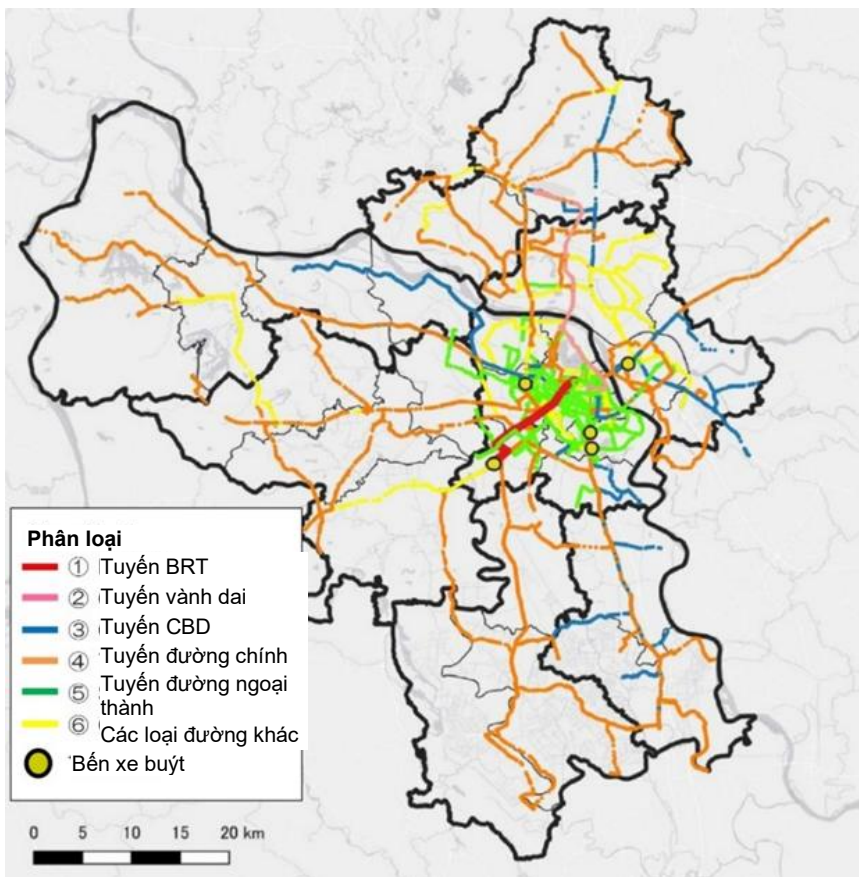 Phân loại
① Tuyến BRT
② Tuyến vành dai
③ Tuyến CBD
④ Tuyến đường chính
⑤ Tuyến đường ngoại
thành
⑥ Các loại đường khác
Bến xe buýt
0 5 10 15 20 km